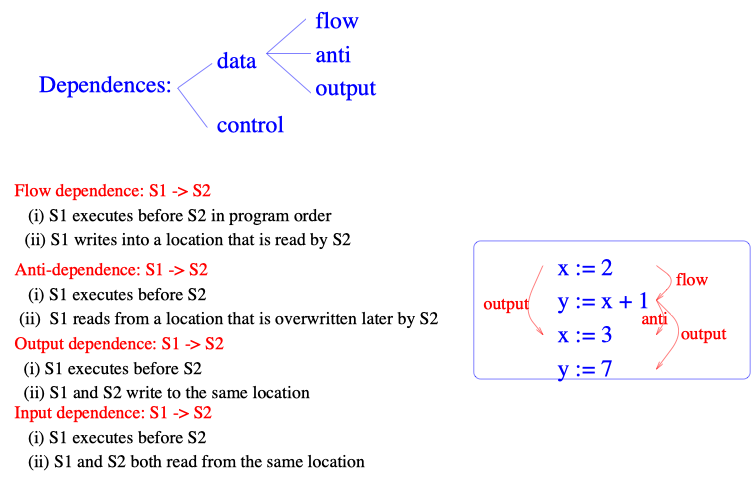 flow
data
anti
Dependences:
output
control
Flow dependence: S1 -> S2
(i) S1 executes before S2 in program order
(ii) S1 writes into a location that is read by S2
Anti-dependence: S1 -> S2
(i) S1 executes before S2
(ii) S1 reads from a location that is overwritten later by S2
Output dependence: S1 -> S2
(i) S1 executes before S2
(ii) S1 and S2 write to the same location
Input dependence: S1 -> S2
(i) S1 executes before S2
(ii) S1 and S2 both read from the same location
x := 2
flow
output
y := x + 1
anti
x := 3
output
y := 7